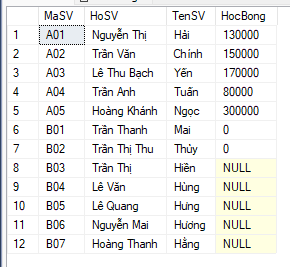 MaSV HoSV TenSV HocBong
1 A01 Nguyễn Thị Hải 130000
2 A02 Trần Văn Chính 150000
3 A03 Lê Thu Bạch Yến 170000
4 A04 Trần Anh Tuấn 80000
5 A05 Hoàng Khánh Ngọc 300000
6 B01 Trần Thanh Mai 0
7 B02 Trần Thị Thu Thủy 0
8 B03 Trần Thị Hiền NULL
9 B04 Lê Văn Hùng NULL
10 B05 Lê Quang Hưng NULL
11 B06 Nguyễn Mai Hương NULL
12 B07 Hoàng Thanh Hằng NULL